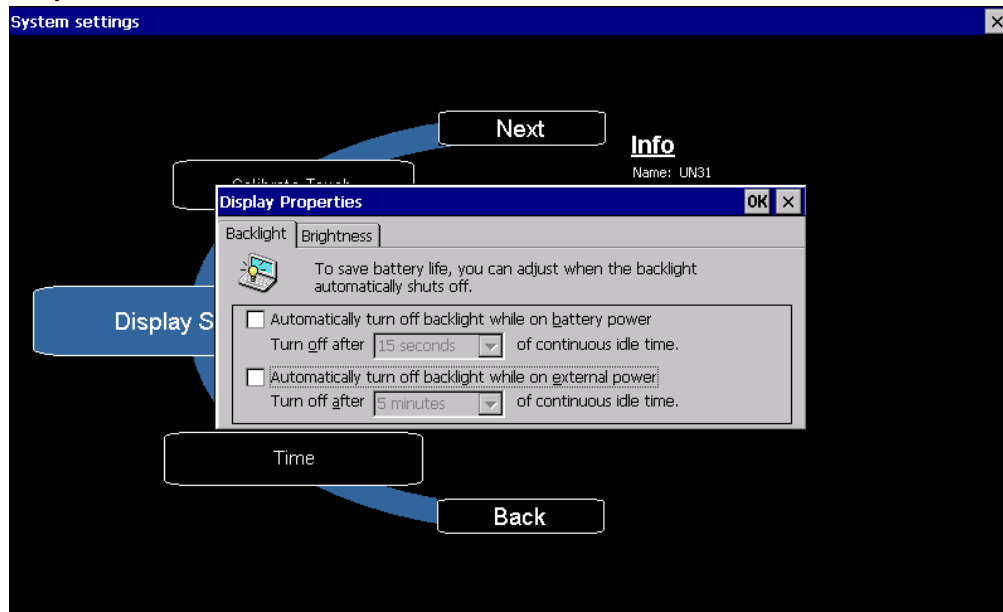 System settings
Next
Info
Name: UN31
Calibrate Touch
Display Properties
OK
Backlight
Brightness
To save battery life, you can adjust when the backlight
automatically shuts off.
Display S
Automatically turn off backlight while on battery power
Turn off after 15 seconds of continuous idle time.
Automatically turn off backlight while on external power
Turn off after 5 minutes of continuous idle time.
Time
Back